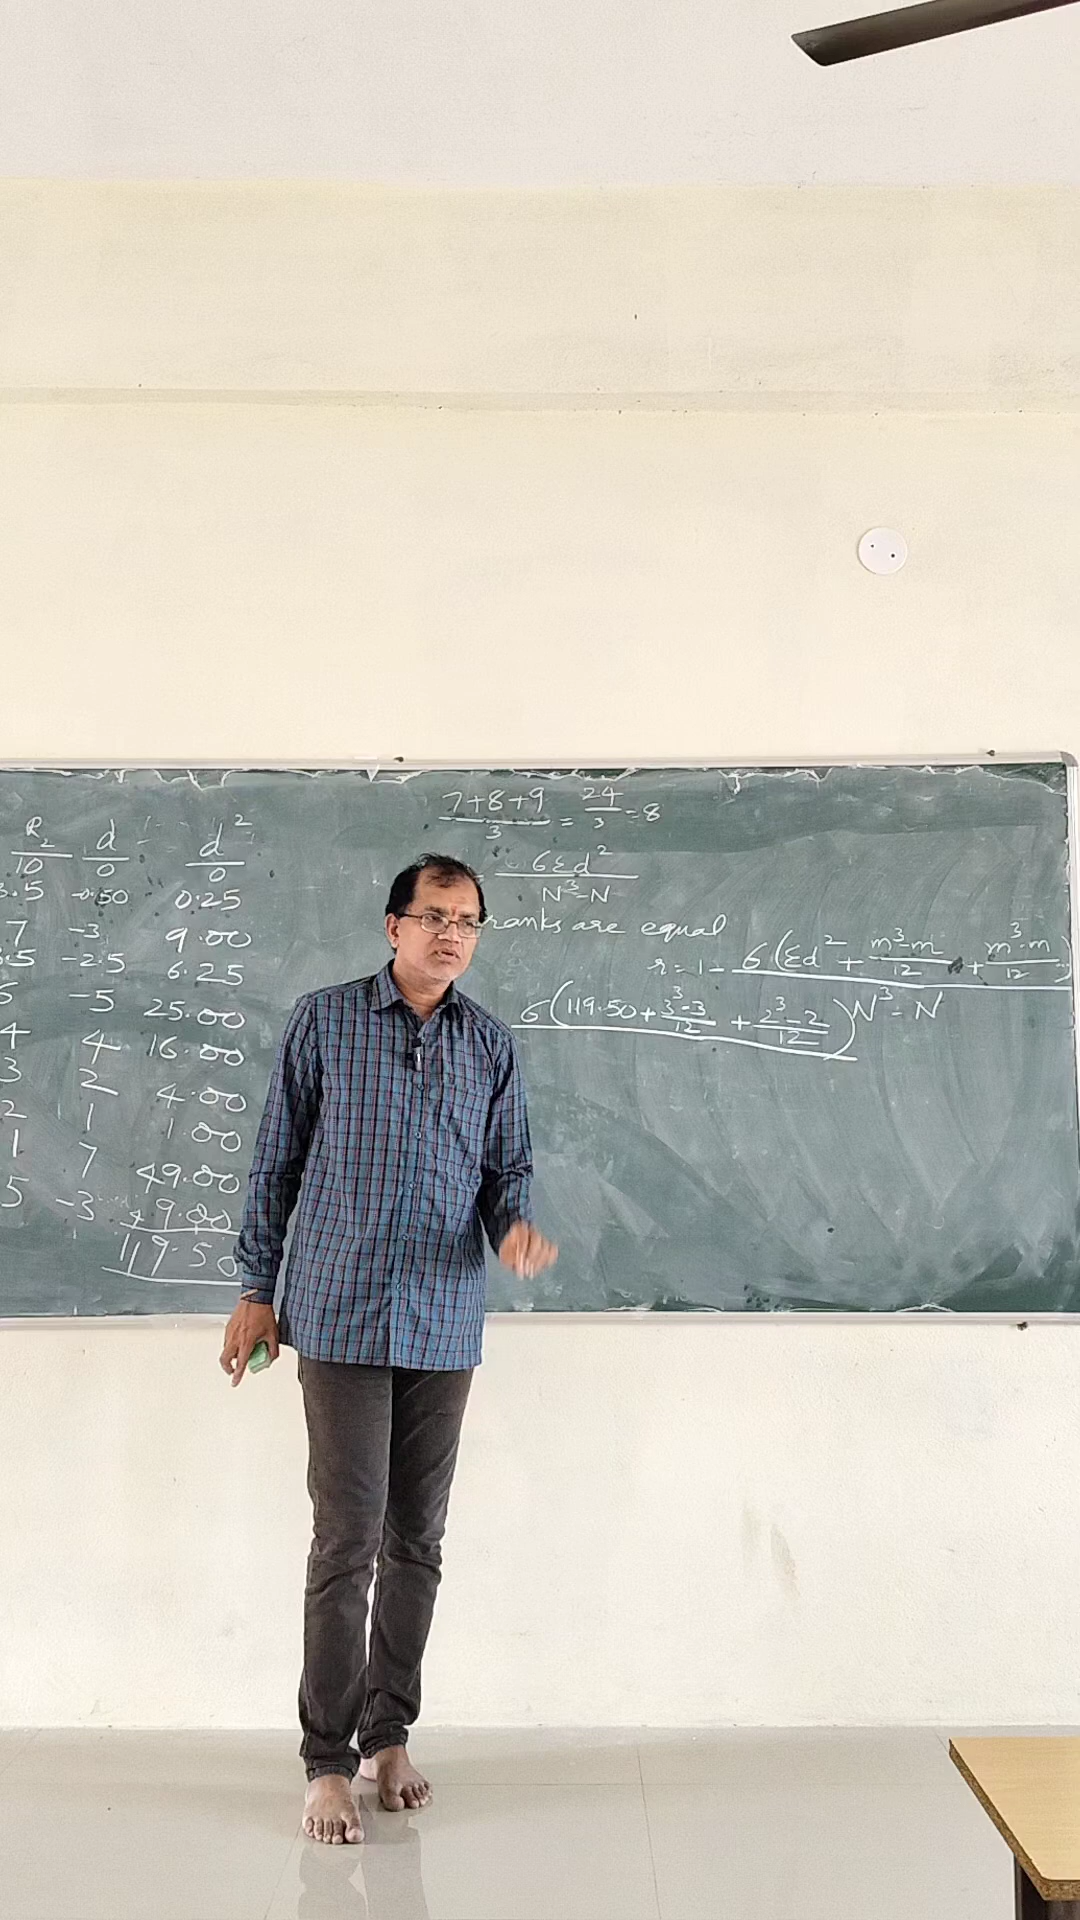 R₂ d d²
10 0 0
3.5 -0.50 0.25
7 -3 9.00
3.5 -2.5 6.25
-5 25.00
4 4 16.00
3 2 4.00
2 1 1.00
1 7 49.00
5 -3 9.00
119.50
(7+8+9)/3 = 24/3 = 8
6Σd²/(N³-N)
ranks are equal
r = 1 - 6(Σd² + (m³-m)/12 + (m³-m)/12 ..)/(N³-N)
6(119.50 + (3³-3)/12 + (2³-2)/12)